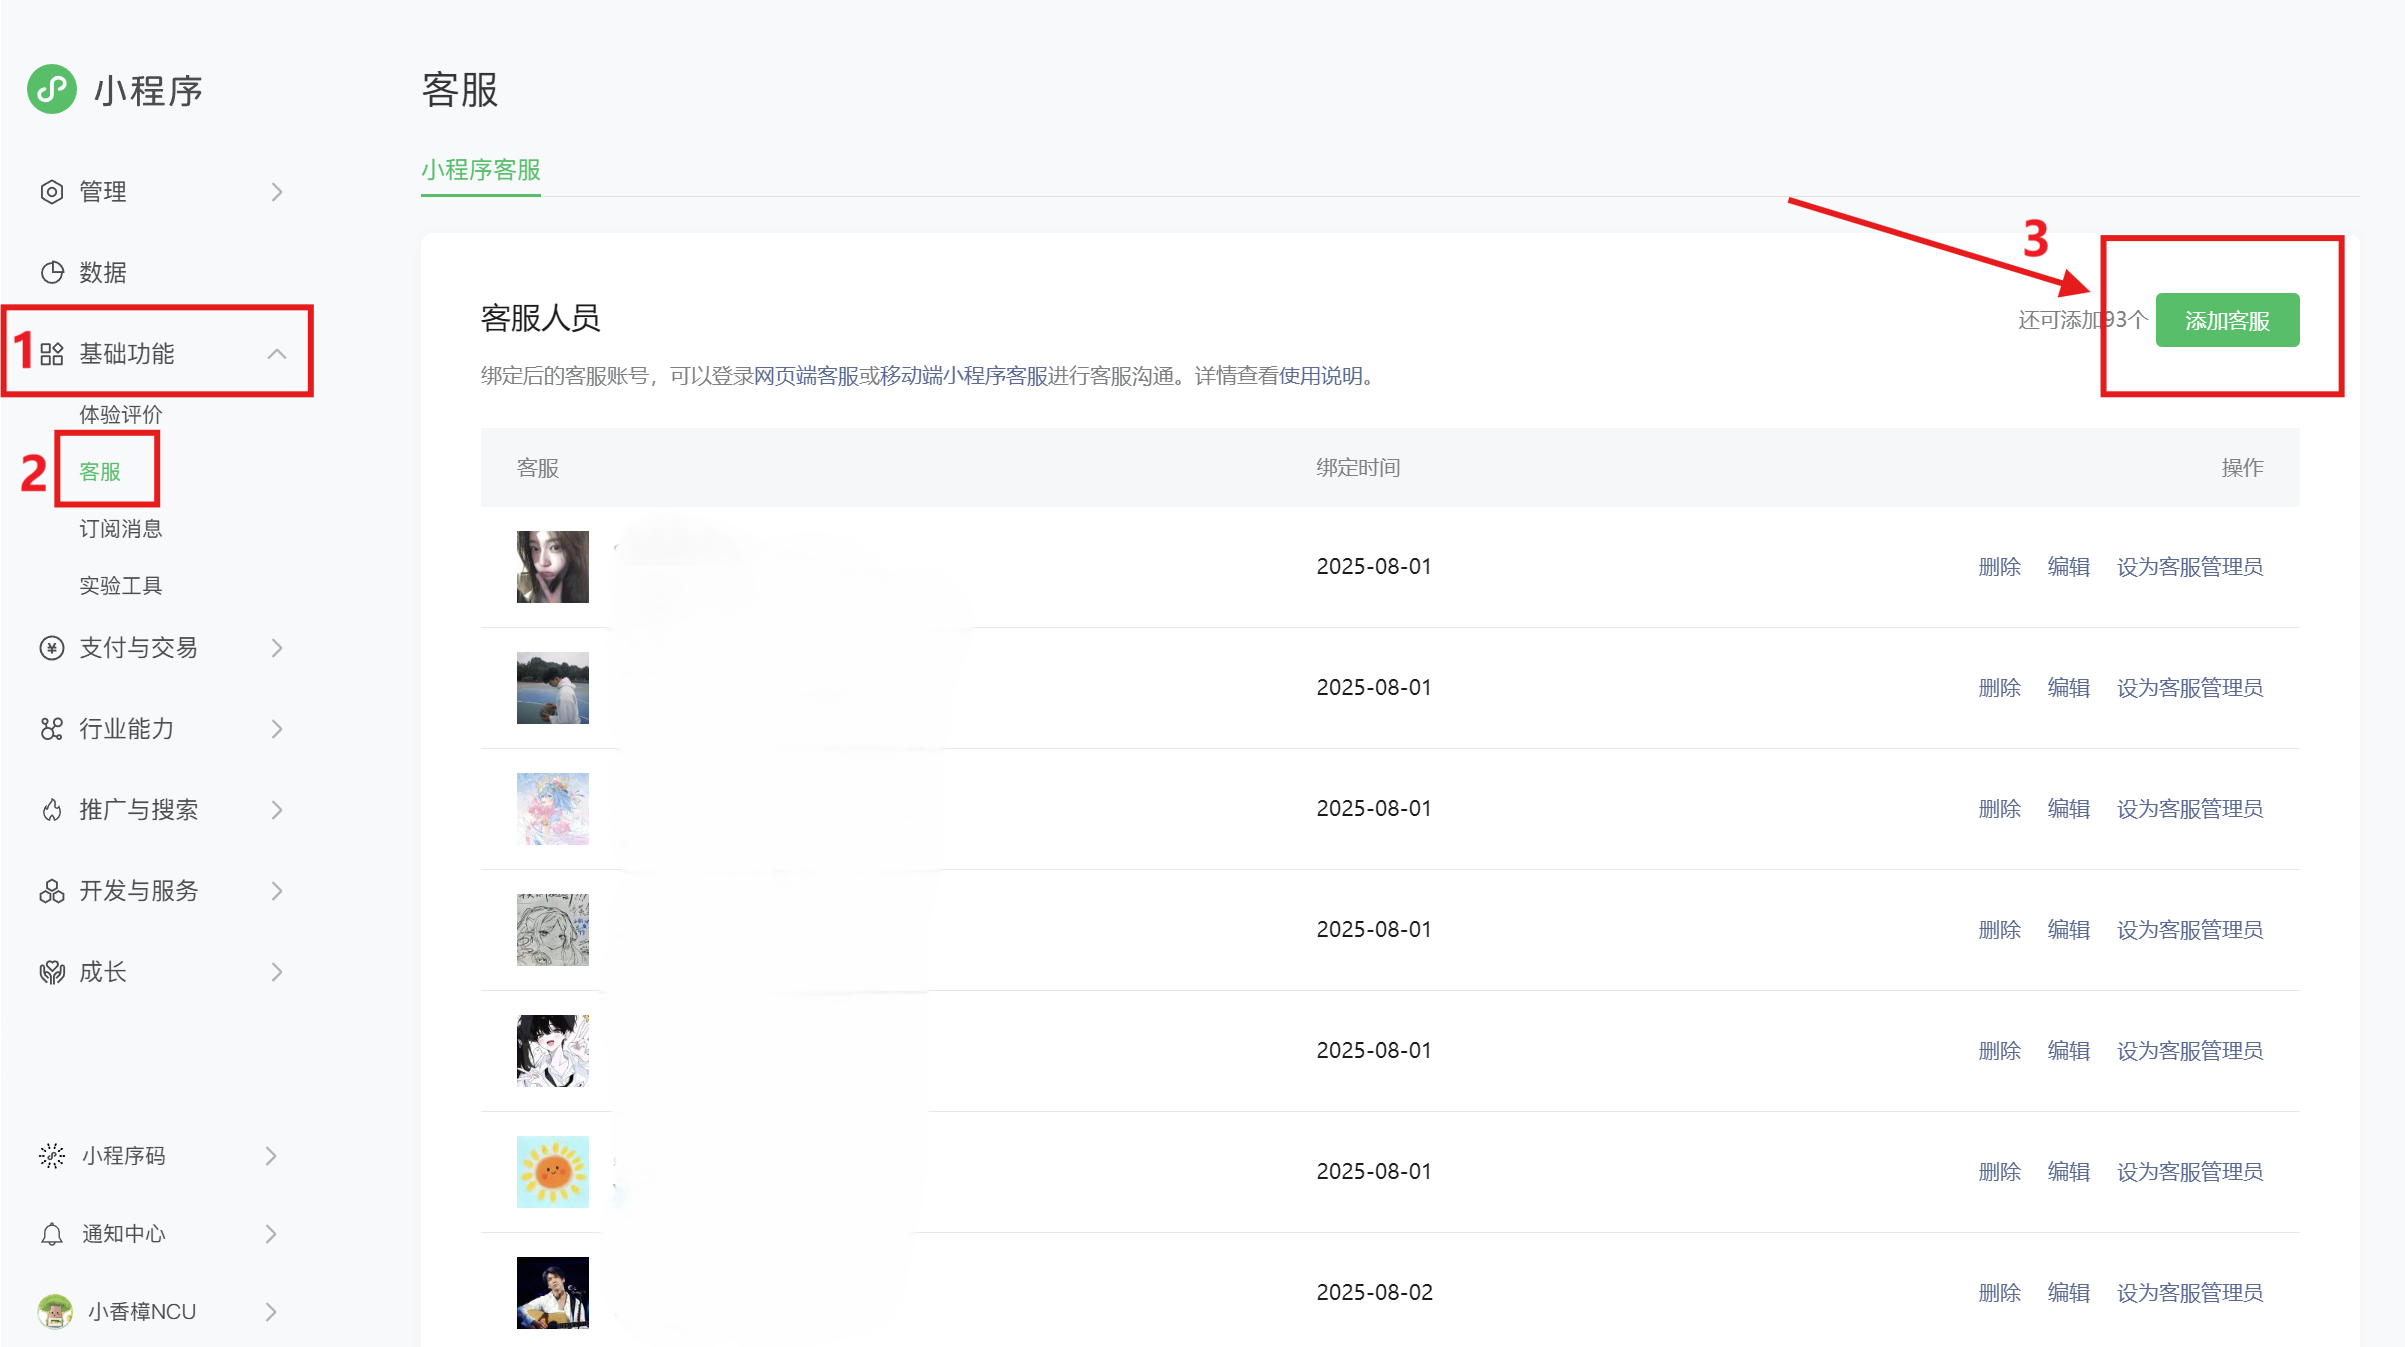 小程序
管理
数据
1
基础功能
体验评价
2
客服
订阅消息
实验工具
支付与交易
行业能力
推广与搜索
开发与服务
成长
小程序码
通知中心
小香樟NCU
客服
小程序客服
3
客服人员
还可添加93个 添加客服
绑定后的客服账号，可以登录网页端客服或移动端小程序客服进行客服沟通。详情查看使用说明。
客服 绑定时间 操作
2025-08-01 删除 编辑 设为客服管理员
2025-08-01 删除 编辑 设为客服管理员
2025-08-01 删除 编辑 设为客服管理员
2025-08-01 删除 编辑 设为客服管理员
2025-08-01 删除 编辑 设为客服管理员
2025-08-01 删除 编辑 设为客服管理员
2025-08-02 删除 编辑 设为客服管理员